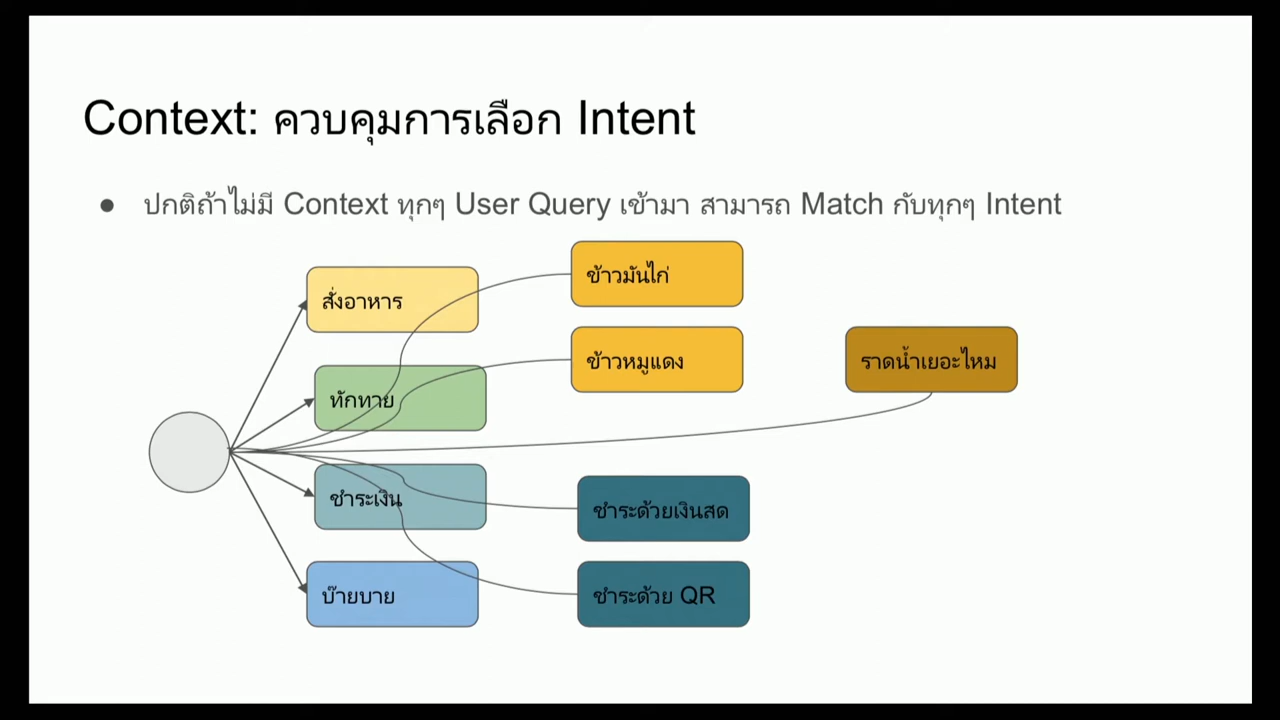 Context: ควบคุมการเลือก Intent
● ปกติถ้าไม่มี Context ทุกๆ User Query เข้ามา สามารถ Match กับทุกๆ Intent
สั่งอาหาร
ข้าวมันไก่
ข้าวหมูแดง
ราดน้ำเยอะไหม
ทักทาย
ชำระเงิน
ชำระด้วยเงินสด
บ๊ายบาย
ชำระด้วย QR